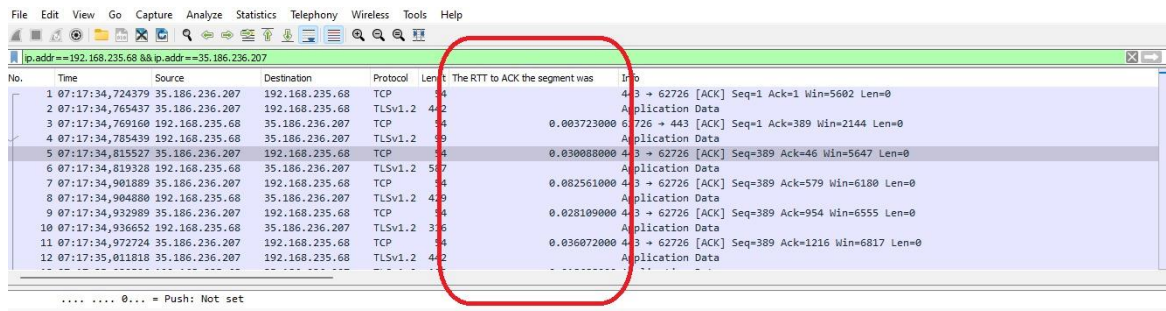 File Edit View Go Capture Analyze Statistics Telephony Wireless Tools Help
ip.addr==192.168.235.68 && ip.addr==35.186.236.207
No. Time Source Destination Protocol Lengt The RTT to ACK the segment was Info
1 07:17:34,724379 35.186.236.207 192.168.235.68 TCP 54 443 → 62726 [ACK] Seq=1 Ack=1 Win=5602 Len=0
2 07:17:34,765437 35.186.236.207 192.168.235.68 TLSv1.2 442 Application Data
3 07:17:34,769160 192.168.235.68 35.186.236.207 TCP 54 0.003723000 62726 → 443 [ACK] Seq=1 Ack=389 Win=2144 Len=0
4 07:17:34,785439 192.168.235.68 35.186.236.207 TLSv1.2 99 Application Data
5 07:17:34,815527 35.186.236.207 192.168.235.68 TCP 54 0.030088000 443 → 62726 [ACK] Seq=389 Ack=46 Win=5647 Len=0
6 07:17:34,819328 192.168.235.68 35.186.236.207 TLSv1.2 587 Application Data
7 07:17:34,901889 35.186.236.207 192.168.235.68 TCP 54 0.082561000 443 → 62726 [ACK] Seq=389 Ack=579 Win=6180 Len=0
8 07:17:34,904880 192.168.235.68 35.186.236.207 TLSv1.2 429 Application Data
9 07:17:34,932989 35.186.236.207 192.168.235.68 TCP 54 0.028109000 443 → 62726 [ACK] Seq=389 Ack=954 Win=6555 Len=0
10 07:17:34,936652 192.168.235.68 35.186.236.207 TLSv1.2 316 Application Data
11 07:17:34,972724 35.186.236.207 192.168.235.68 TCP 54 0.036072000 443 → 62726 [ACK] Seq=389 Ack=1216 Win=6817 Len=0
12 07:17:35,011818 35.186.236.207 192.168.235.68 TLSv1.2 442 Application Data
.... .... 0... = Push: Not set